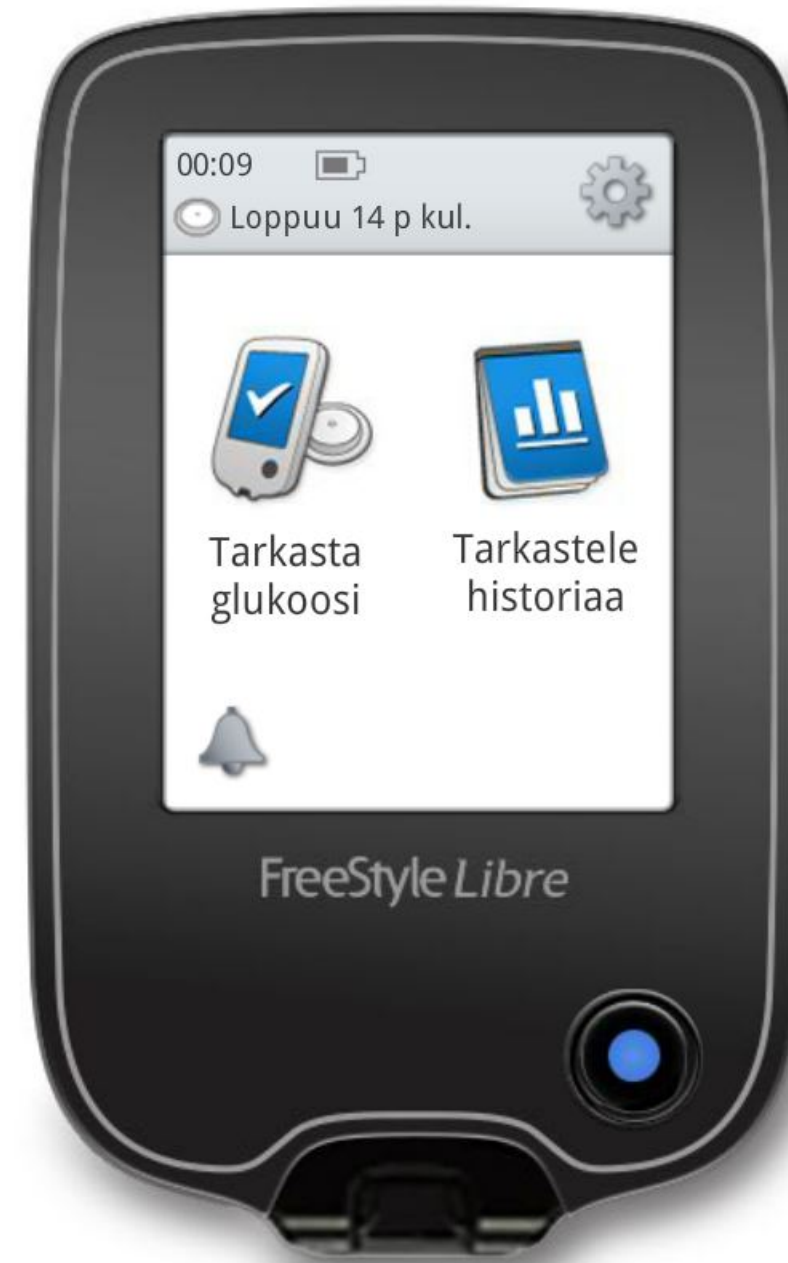 00:09
Loppuu 14 p kul.
Tarkasta
glukoosi
Tarkastele
historiaa
FreeStyle Libre